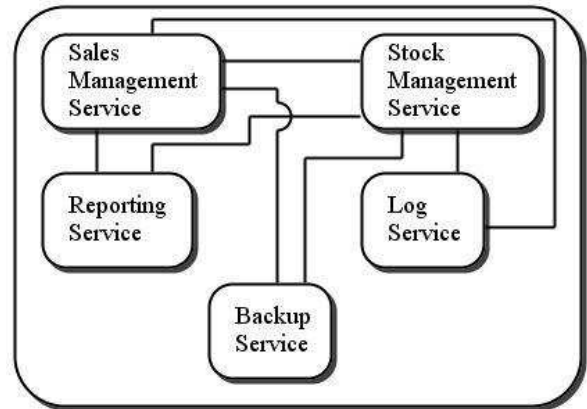 Sales
Management
Service
Stock
Management
Service
Reporting
Service
Log
Service
Backup
Service